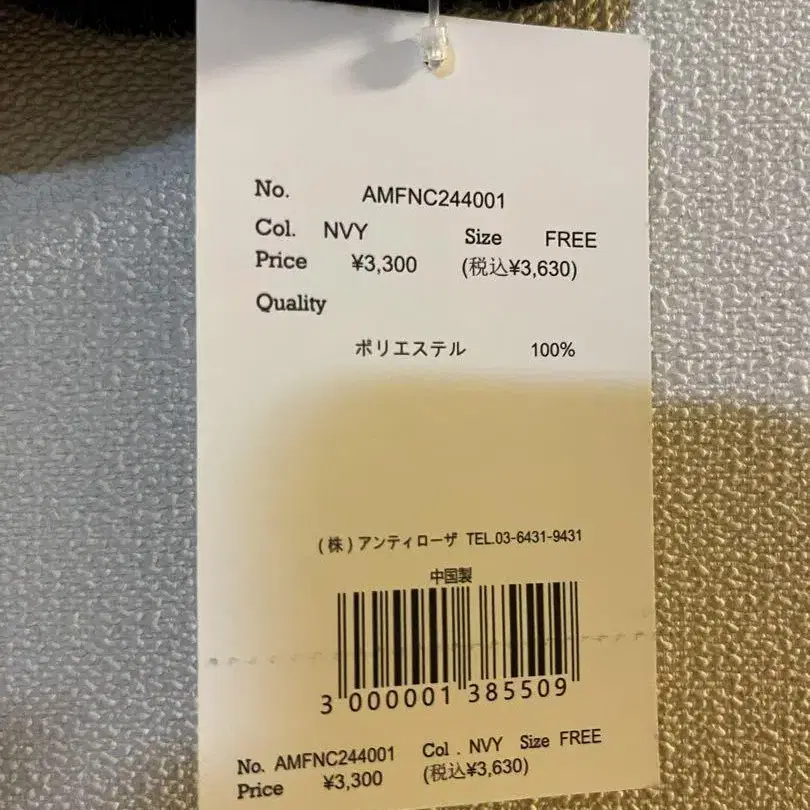 No. AMFNC244001
Col. NVY Size FREE
Price ¥3,300 (税込¥3,630)
Quality
ポリエステル 100%
(株)アンティローザ TEL.03-6431-9431
中国製
3 000001 385509
No. AMFNC244001 Col . NVY Size FREE
Price ¥3,300 (税込¥3,630)